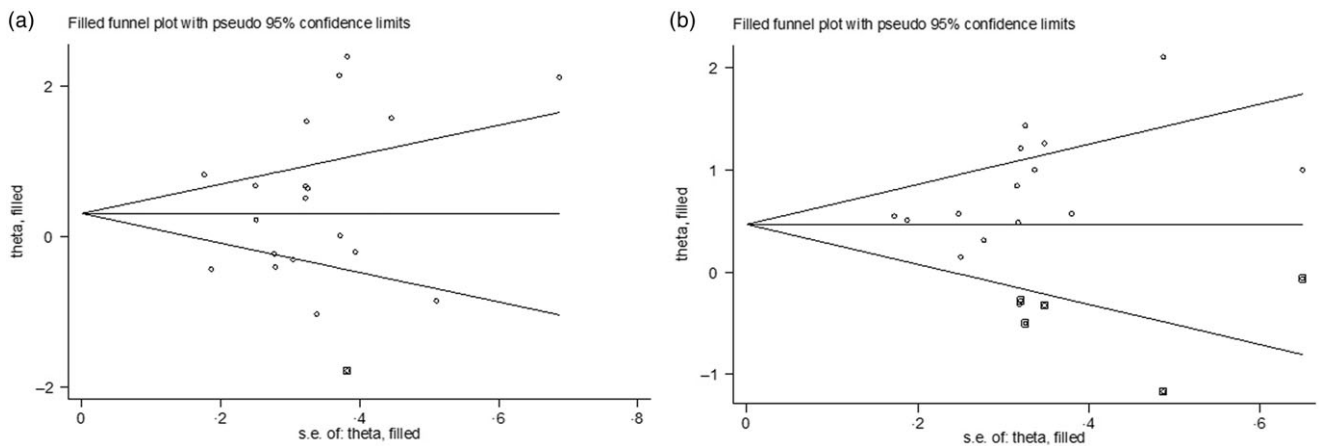 (a)
Filled funnel plot with pseudo 95% confidence limits
theta, filled
2
0
−2
0
·2
·4
·6
·8
s.e. of: theta, filled
(b)
Filled funnel plot with pseudo 95% confidence limits
theta, filled
2
1
0
−1
0
·2
·4
·6
s.e. of: theta, filled